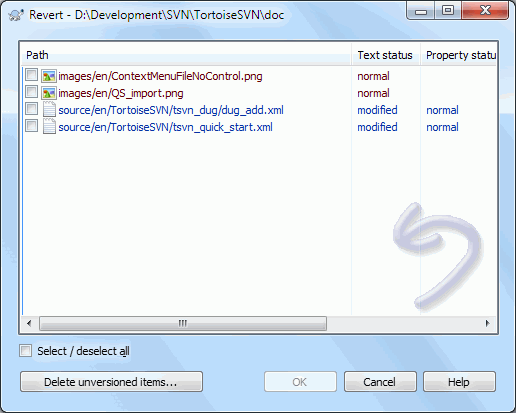 Revert - D:\Development\SVN\TortoiseSVN\doc
Path Text status Property statu
images/en/ContextMenuFileNoControl.png normal
images/en/QS_import.png normal
source/en/TortoiseSVN/tsvn_dug/dug_add.xml modified normal
source/en/TortoiseSVN/tsvn_quick_start.xml modified normal
Select / deselect all
Delete unversioned items... OK Cancel Help